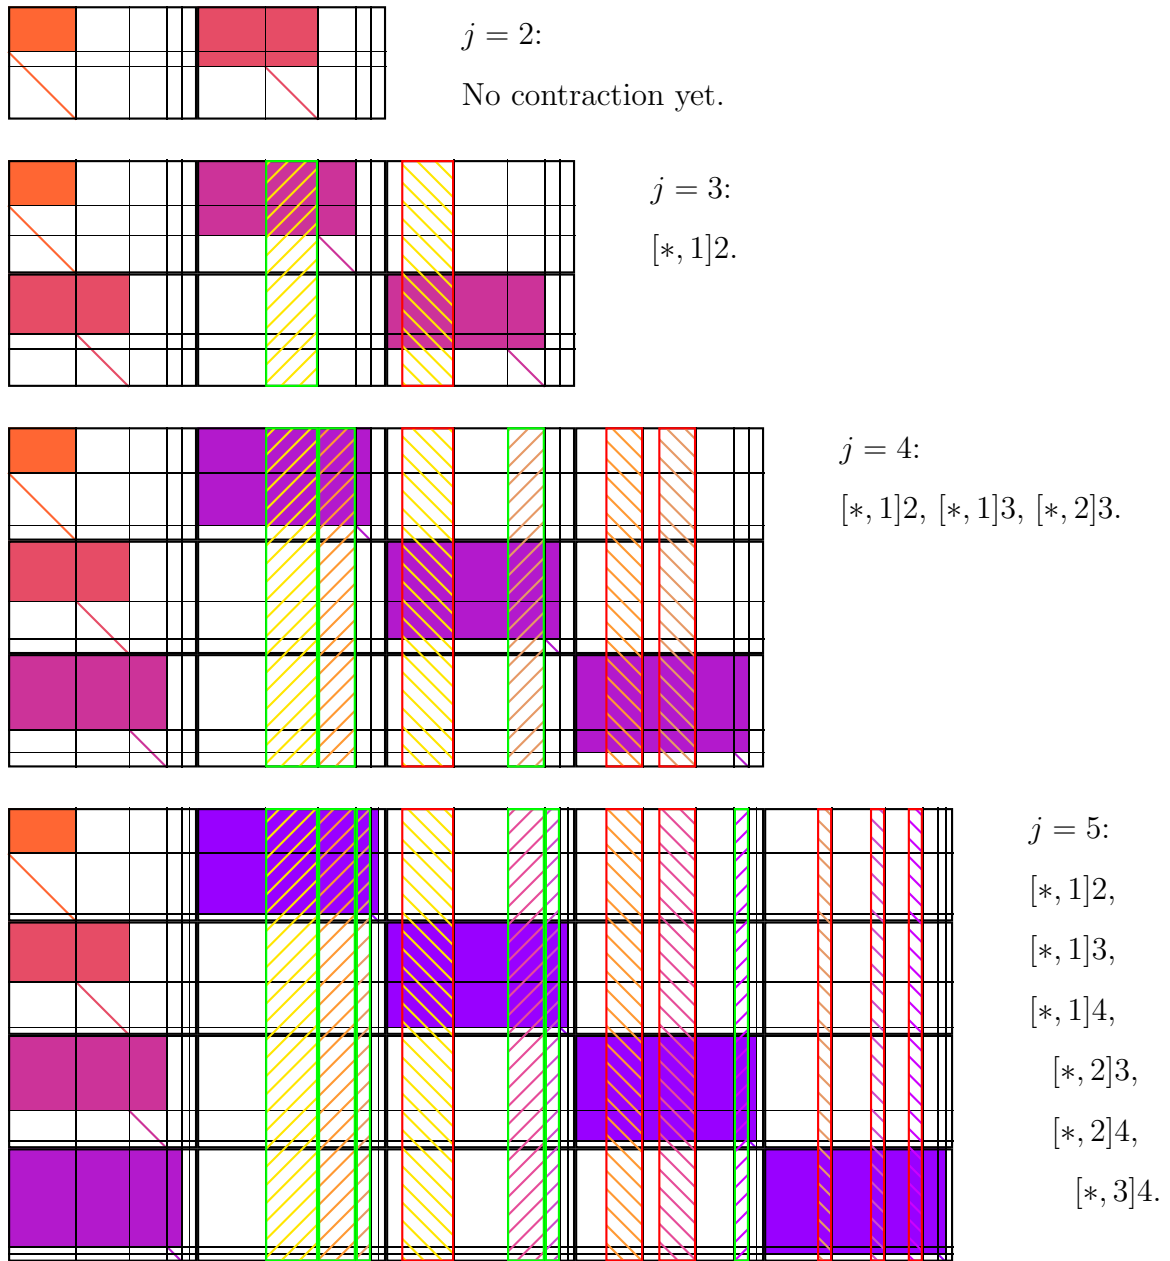 j = 2:
No contraction yet.
j = 3:
[∗, 1]2.
j = 4:
[∗, 1]2, [∗, 1]3, [∗, 2]3.
j = 5:
[∗, 1]2,
[∗, 1]3,
[∗, 1]4,
[∗, 2]3,
[∗, 2]4,
[∗, 3]4.